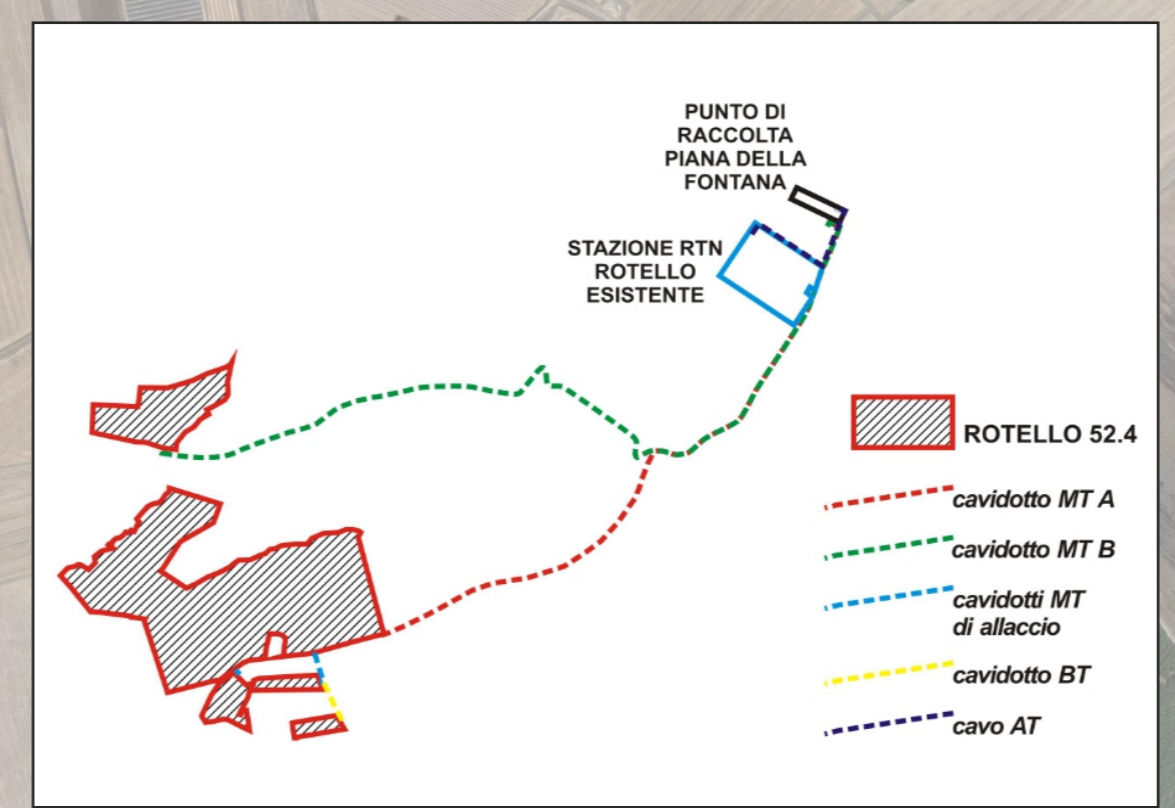 PUNTO DI
RACCOLTA
PIANA DELLA
FONTANA
STAZIONE RTN
ROTELLO
ESISTENTE
ROTELLO 52.4
cavidotto MT A
cavidotto MT B
cavidotti MT
di allaccio
cavidotto BT
cavo AT